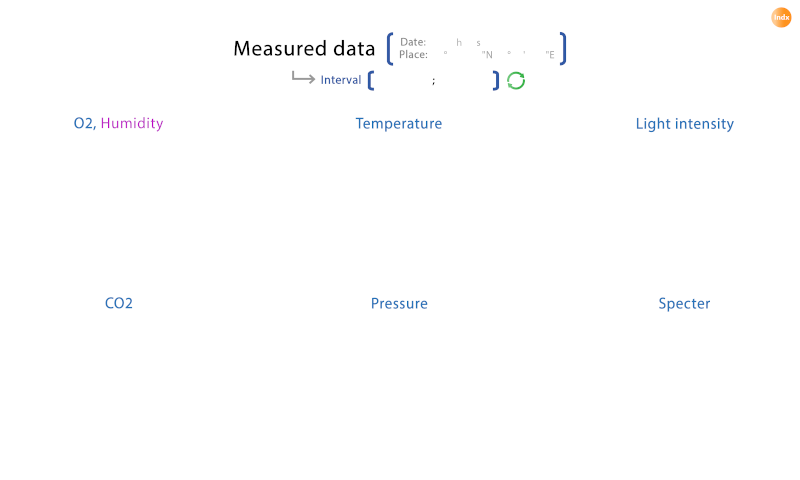 Indx
Measured data
Date: h s
Place: ° "N ° ' "E
Interval ;
O2, Humidity
Temperature
Light intensity
CO2
Pressure
Specter